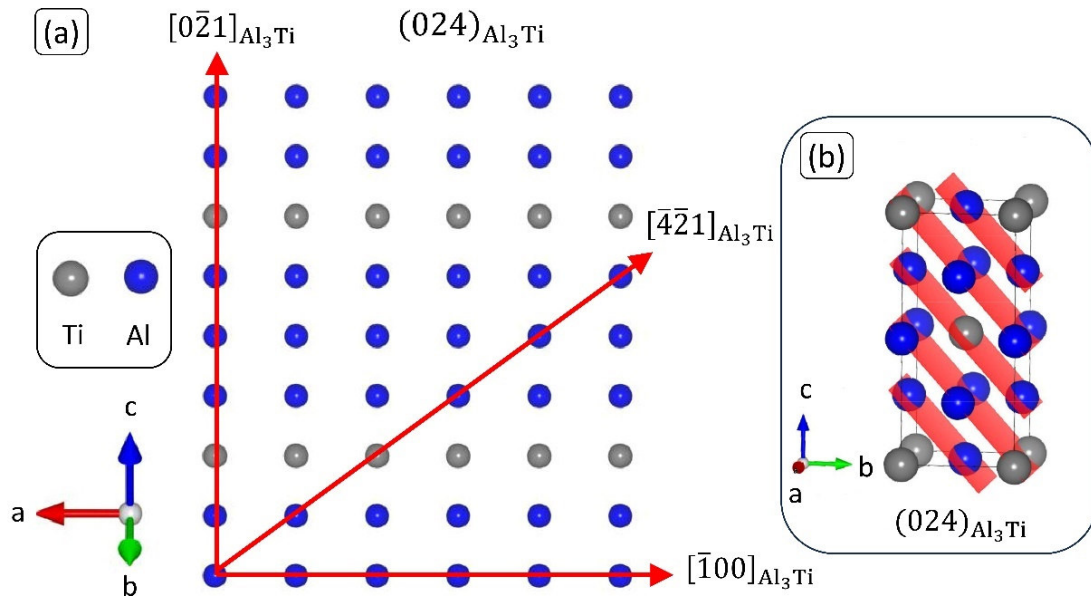 (a)
[02̄1]Al₃Ti
(024)Al₃Ti
(b)
[4̄2̄1]Al₃Ti
Ti Al
c
a
b
[1̄00]Al₃Ti
c
b
a
(024)Al₃Ti